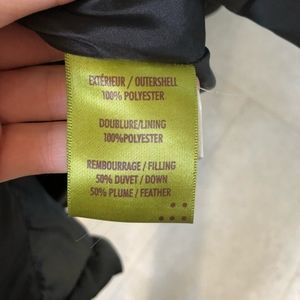 EXTÉRIEUR / OUTERSHELL
100% POLYESTER
DOUBLURE/LINING
100%POLYESTER
REMBOURRAGE / FILLING
50% DUVET / DOWN
50% PLUME / FEATHER